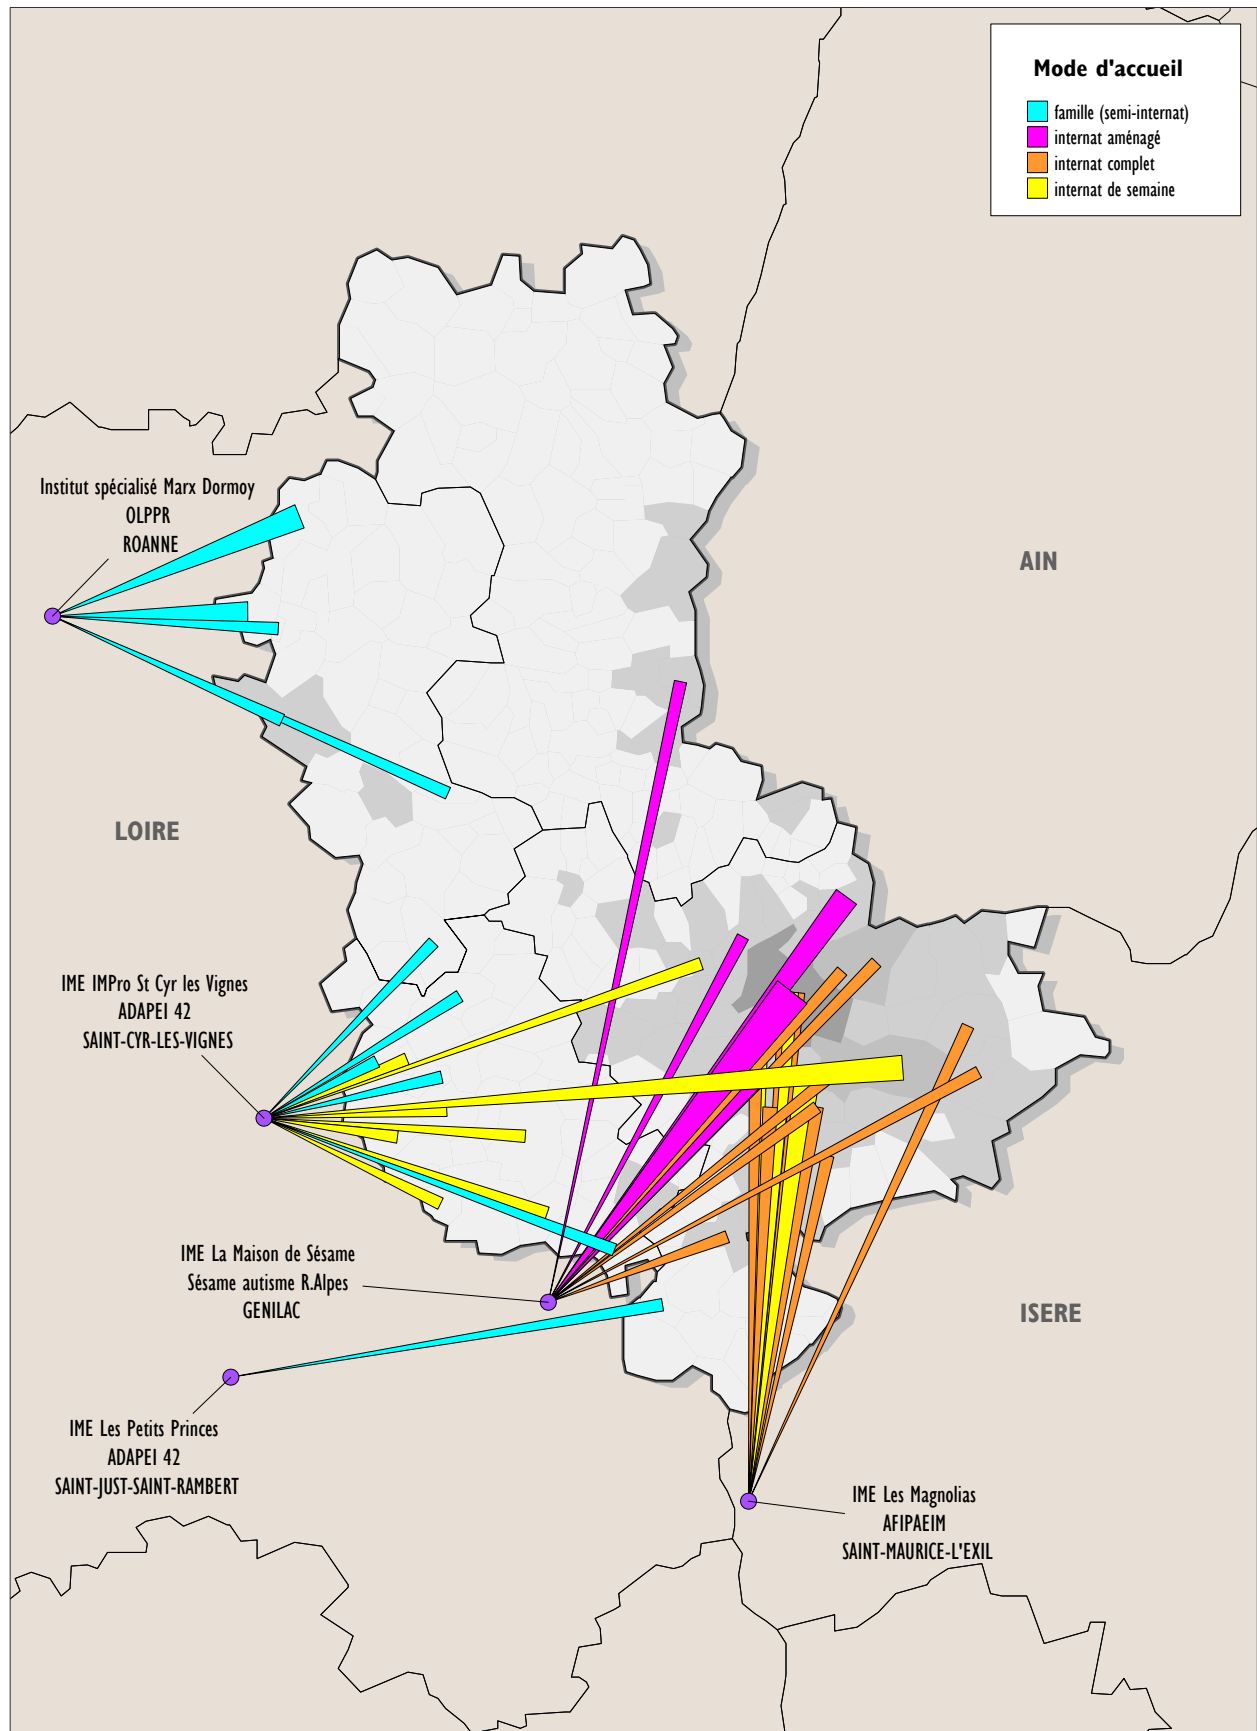 Mode d'accueil
famille (semi-internat)
internat aménagé
internat complet
internat de semaine
Institut spécialisé Marx Dormoy
OLPPR
ROANNE
AIN
LOIRE
IME IMPro St Cyr les Vignes
ADAPEI 42
SAINT-CYR-LES-VIGNES
IME La Maison de Sésame
Sésame autisme R.Alpes
GENILAC
ISERE
IME Les Petits Princes
ADAPEI 42
SAINT-JUST-SAINT-RAMBERT
IME Les Magnolias
AFIPAEIM
SAINT-MAURICE-L'EXIL